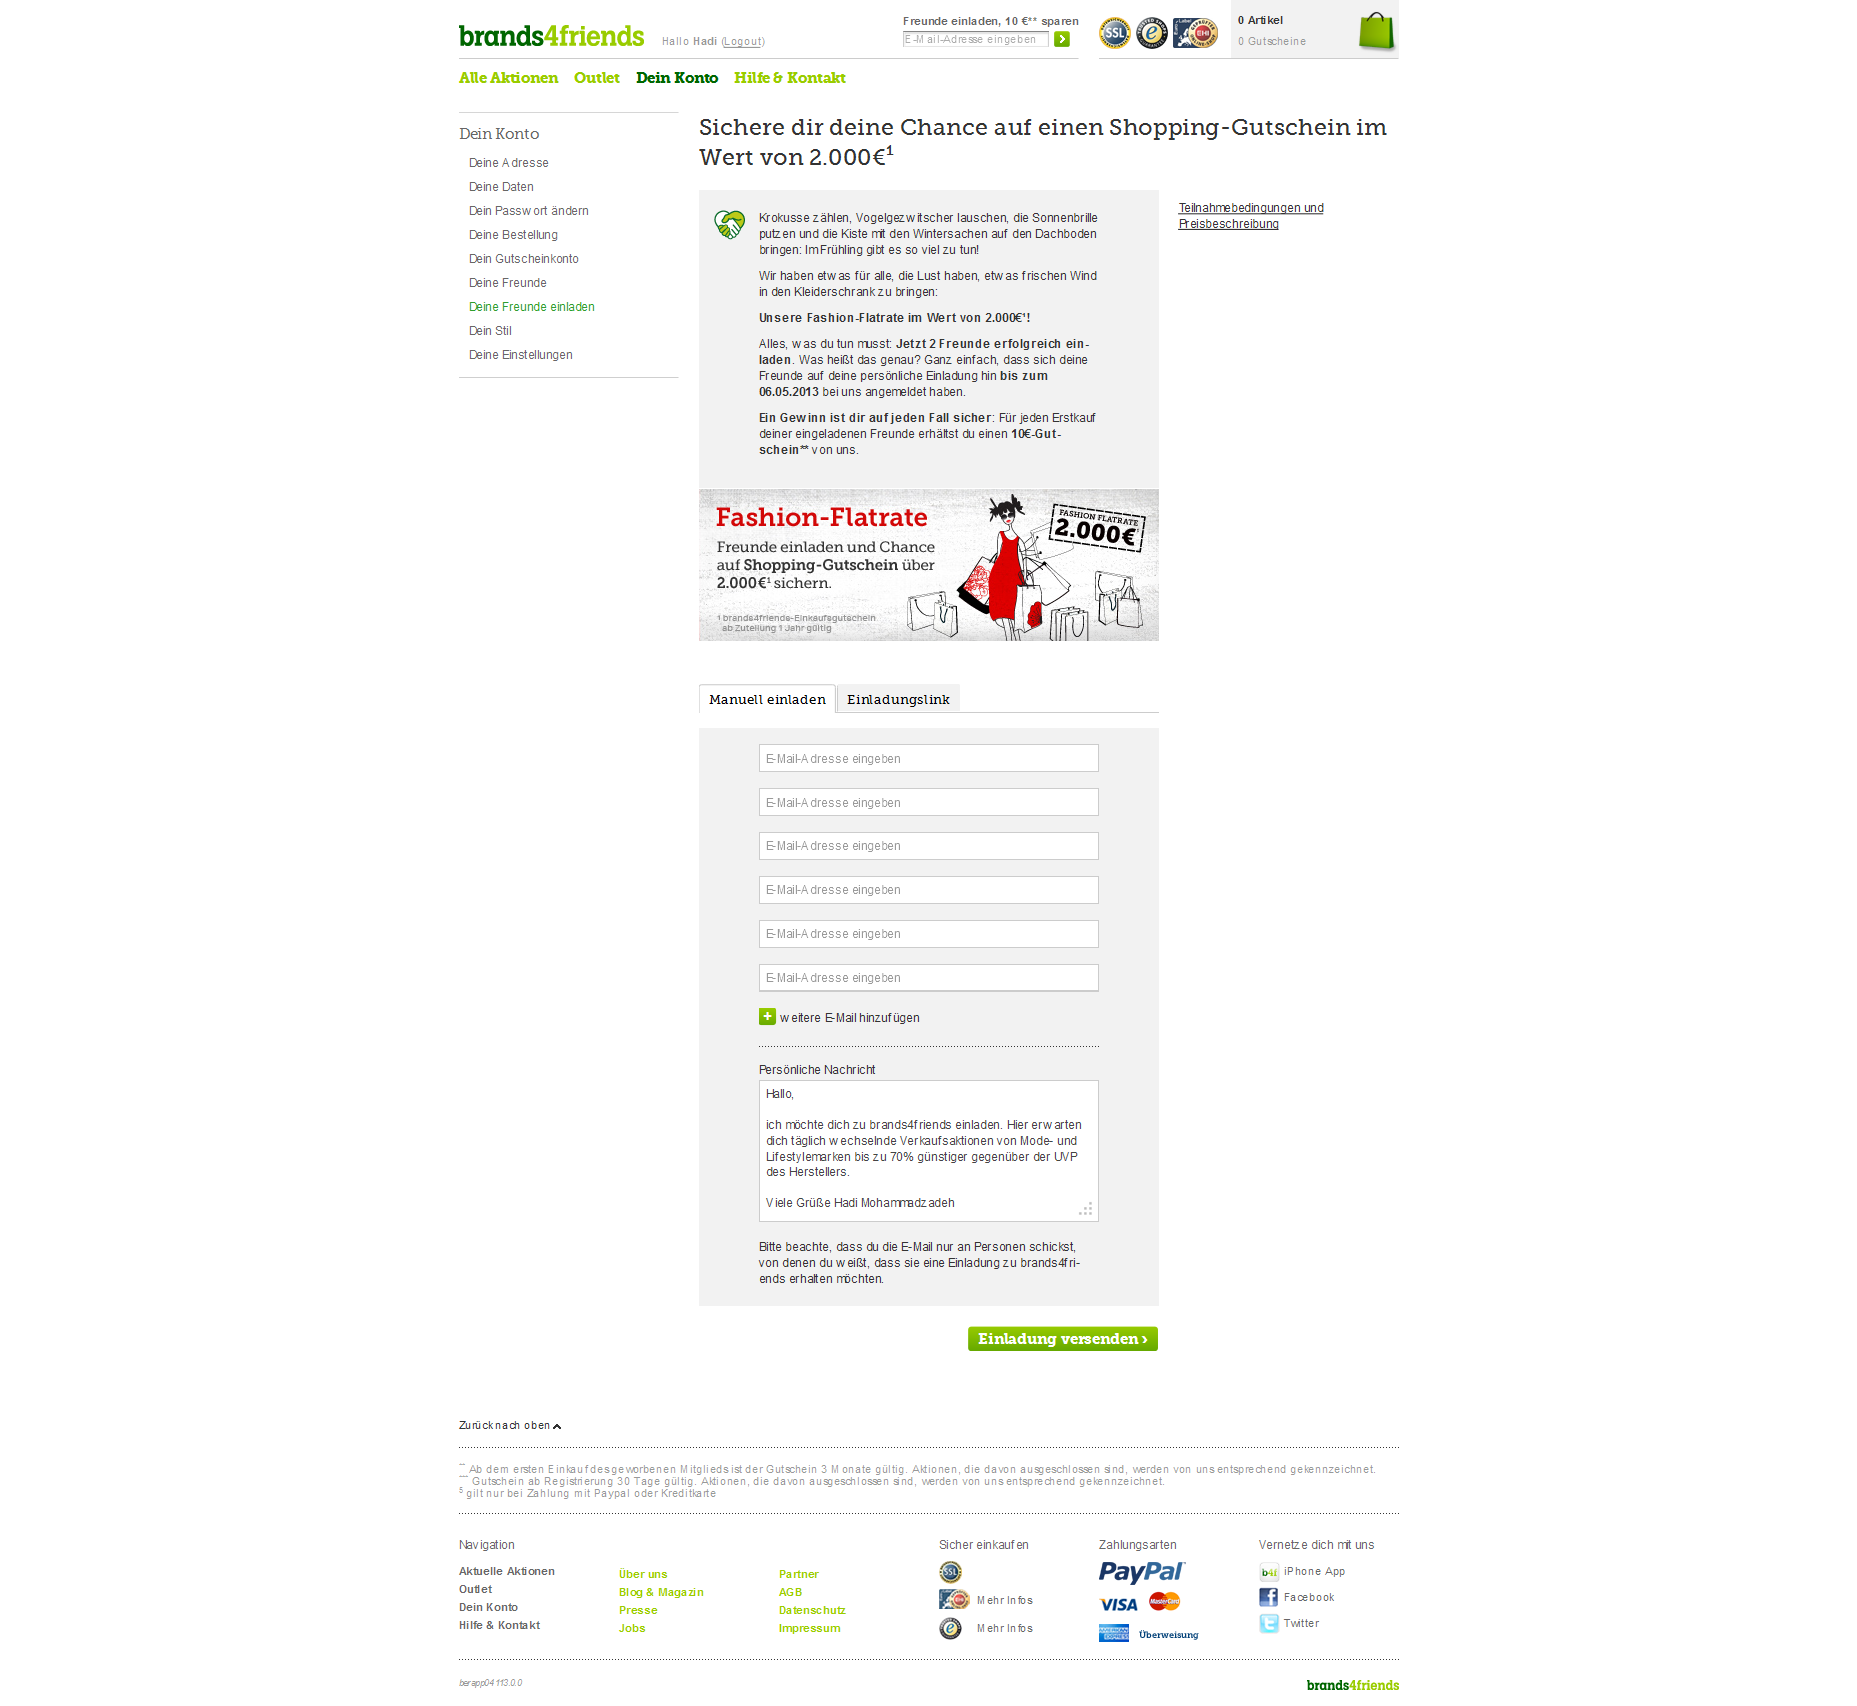 brands4friends
Hallo Hadi (Logout)
Freunde einladen, 10 €** sparen
E-Mail-Adresse eingeben
SSL
EHI
0 Artikel
0 Gutscheine
Alle Aktionen
Outlet
Dein Konto
Hilfe & Kontakt
Dein Konto
Deine Adresse
Deine Daten
Dein Passwort ändern
Deine Bestellung
Dein Gutscheinkonto
Deine Freunde
Deine Freunde einladen
Dein Stil
Deine Einstellungen
Sichere dir deine Chance auf einen Shopping-Gutschein im
Wert von 2.000€¹
Krokusse zählen, Vogelgezwitscher lauschen, die Sonnenbrille
putzen und die Kiste mit den Wintersachen auf den Dachboden
bringen: Im Frühling gibt es so viel zu tun!
Wir haben etwas für alle, die Lust haben, etwas frischen Wind
in den Kleiderschrank zu bringen:
Unsere Fashion-Flatrate im Wert von 2.000€¹!
Alles, was du tun musst: Jetzt 2 Freunde erfolgreich ein-
laden. Was heißt das genau? Ganz einfach, dass sich deine
Freunde auf deine persönliche Einladung hin bis zum
06.05.2013 bei uns angemeldet haben.
Ein Gewinn ist dir auf jeden Fall sicher: Für jeden Erstkauf
deiner eingeladenen Freunde erhältst du einen 10€-Gut-
schein** von uns.
Teilnahmebedingungen und
Preisbeschreibung
Fashion-Flatrate
Freunde einladen und Chance
auf Shopping-Gutschein über
2.000€¹ sichern.
1 brands4friends-Einkaufsgutschein
ab Zuteilung 1 Jahr gültig
FASHION FLATRATE
2.000€
Manuell einladen
Einladungslink
E-Mail-Adresse eingeben
E-Mail-Adresse eingeben
E-Mail-Adresse eingeben
E-Mail-Adresse eingeben
E-Mail-Adresse eingeben
E-Mail-Adresse eingeben
weitere E-Mail hinzufügen
Persönliche Nachricht
Hallo,
ich möchte dich zu brands4friends einladen. Hier erwarten
dich täglich wechselnde Verkaufsaktionen von Mode- und
Lifestylemarken bis zu 70% günstiger gegenüber der UVP
des Herstellers.
Viele Grüße Hadi Mohammadzadeh
Bitte beachte, dass du die E-Mail nur an Personen schickst,
von denen du weißt, dass sie eine Einladung zu brands4fri-
ends erhalten möchten.
Einladung versenden ›
Zurück nach oben
** Ab dem ersten Einkauf des geworbenen Mitglieds ist der Gutschein 3 Monate gültig. Aktionen, die davon ausgeschlossen sind, werden von uns entsprechend gekennzeichnet.
*** Gutschein ab Registrierung 30 Tage gültig. Aktionen, die davon ausgeschlossen sind, werden von uns entsprechend gekennzeichnet.
5 gilt nur bei Zahlung mit Paypal oder Kreditkarte
Navigation
Aktuelle Aktionen
Outlet
Dein Konto
Hilfe & Kontakt
Über uns
Blog & Magazin
Presse
Jobs
Partner
AGB
Datenschutz
Impressum
Sicher einkaufen
SSL
Mehr Infos
Mehr Infos
Zahlungsarten
PayPal
VISA
MasterCard
AMERICAN EXPRESS
Überweisung
Vernetze dich mit uns
b4f
iPhone App
Facebook
Twitter
berapp04 113.0.0
brands4friends